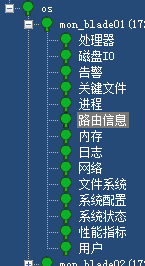 os
mon_blade01(172
处理器
磁盘IO
告警
关键文件
进程
路由信息
内存
日志
网络
文件系统
系统配置
系统状态
性能指标
用户
mon_blade02(172